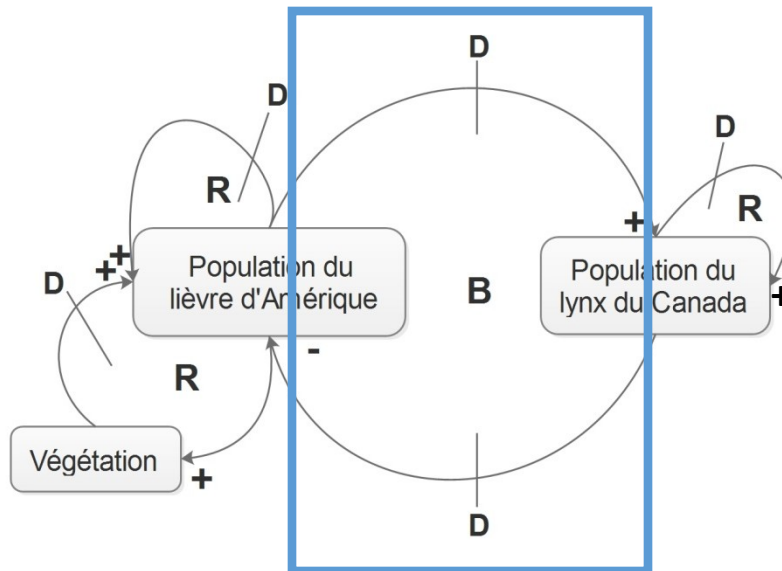 D
D
D
R
R
+
+
+
Population du
lièvre d'Amérique
Population du
lynx du Canada
B
+
D
-
R
Végétation
+
D